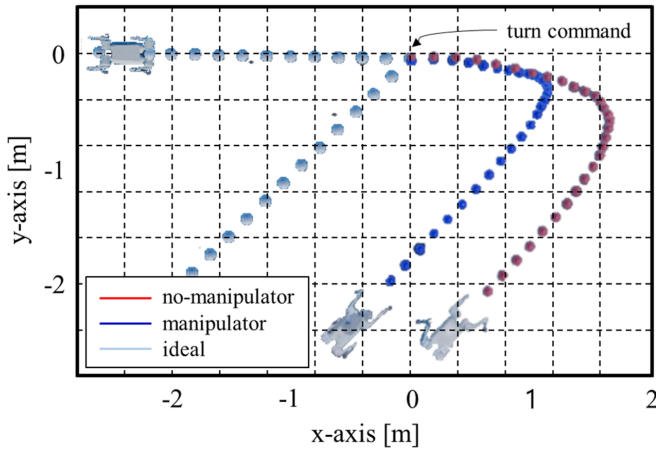 turn command
0
-1
-2
y-axis [m]
no-manipulator
manipulator
ideal
-2
-1
0
1
2
x-axis [m]